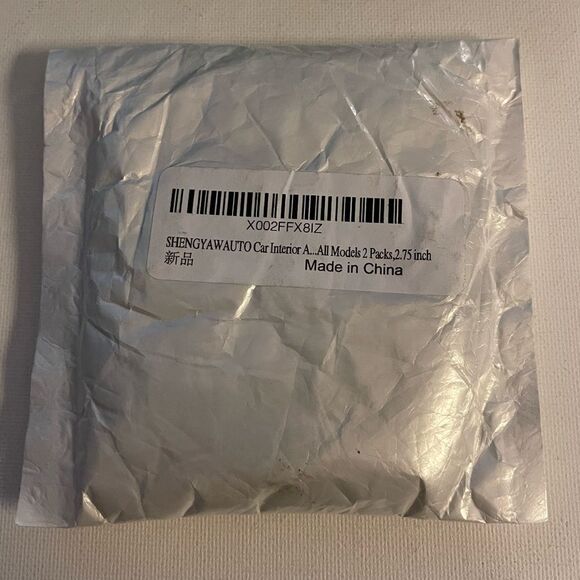 X002FFX8IZ
SHENGYAWAUTO Car Interior A...All Models 2 Packs,2.75 inch
新品
Made in China